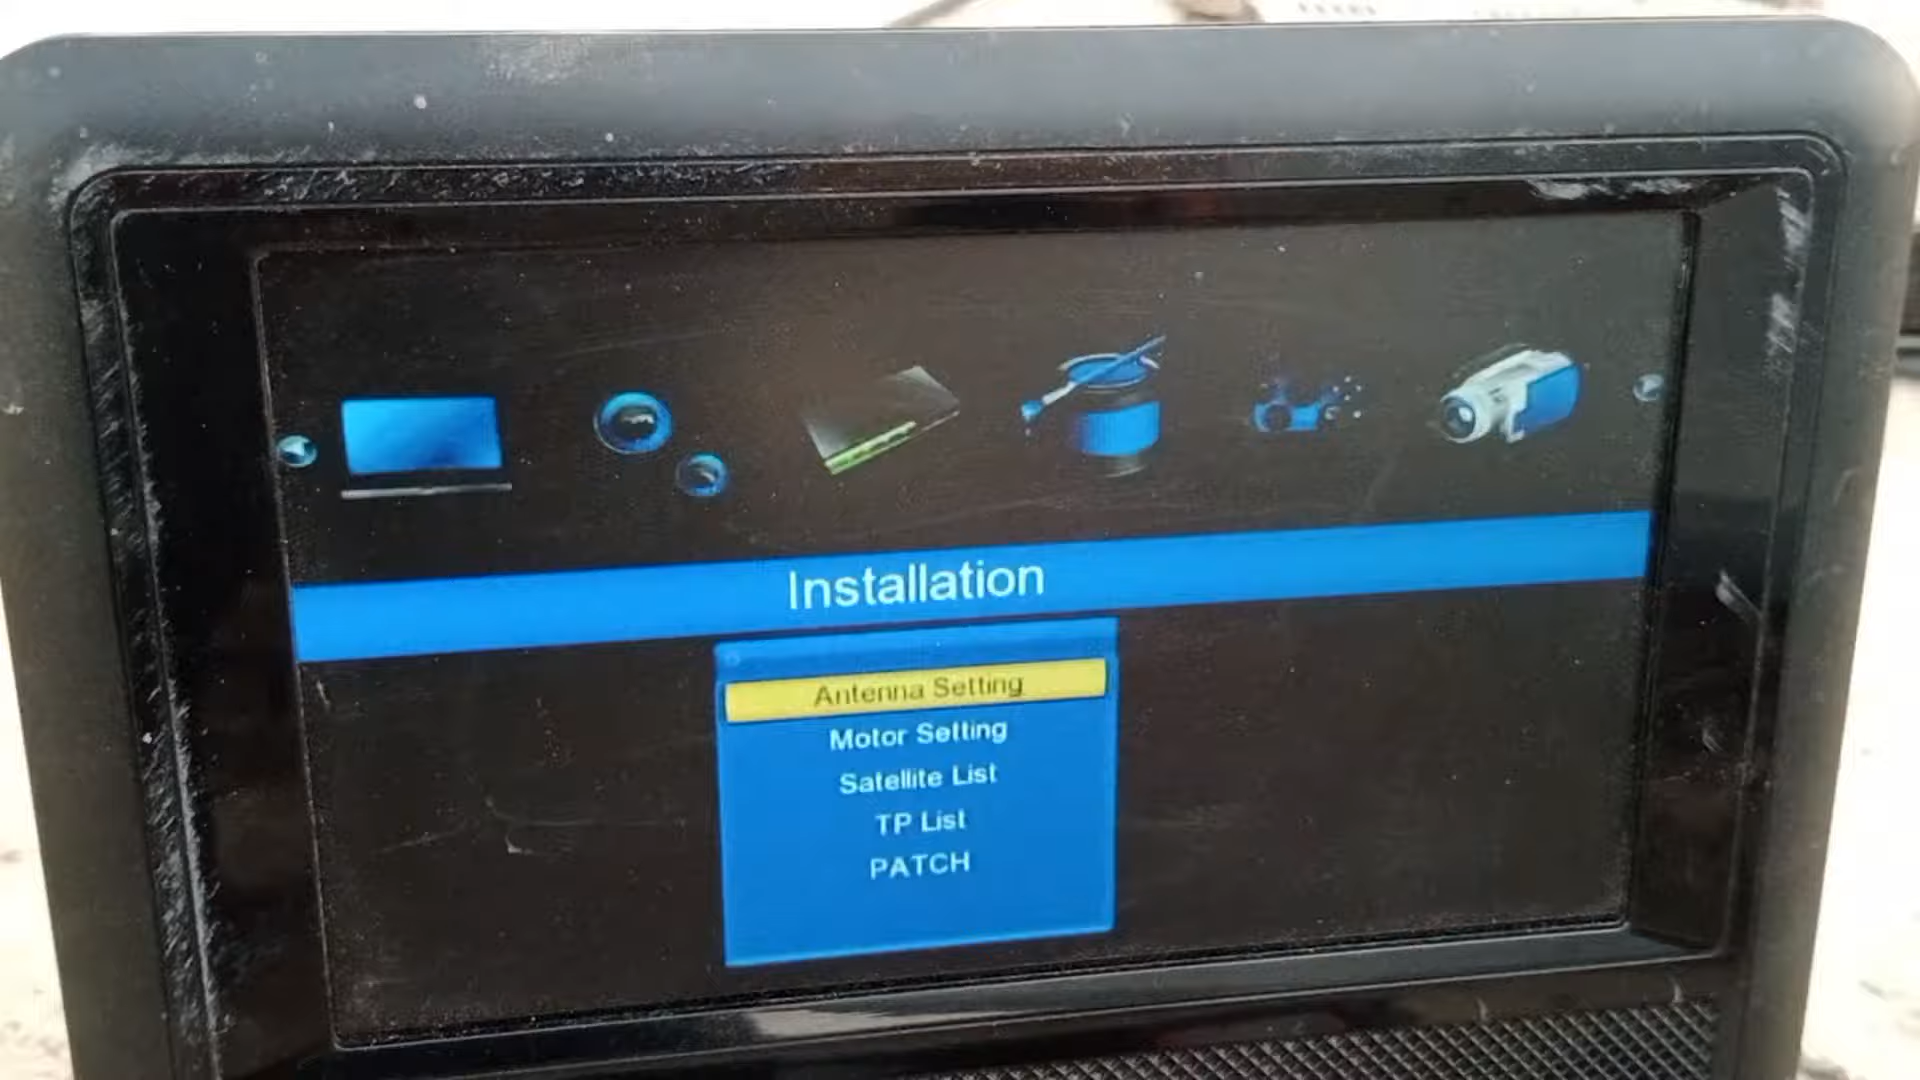 Installation
Antenna Setting
Motor Setting
Satellite List
TP List
PATCH